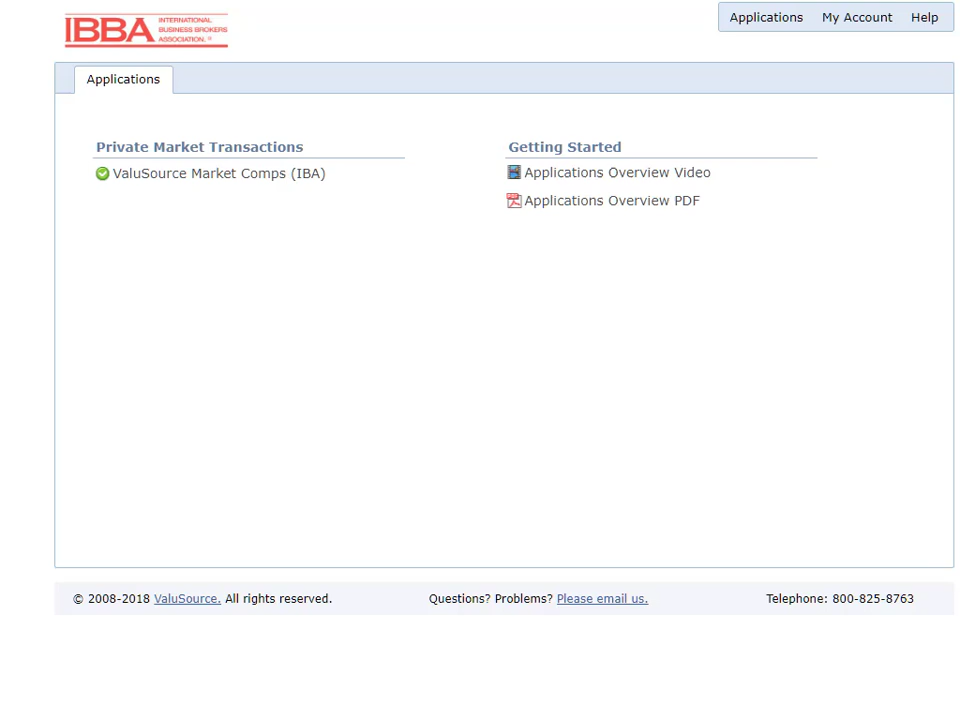 IBBA INTERNATIONAL
BUSINESS BROKERS
ASSOCIATION.®
Applications My Account Help
Applications
Private Market Transactions
ValuSource Market Comps (IBA)
Getting Started
Applications Overview Video
Applications Overview PDF
© 2008-2018 ValuSource. All rights reserved.
Questions? Problems? Please email us.
Telephone: 800-825-8763